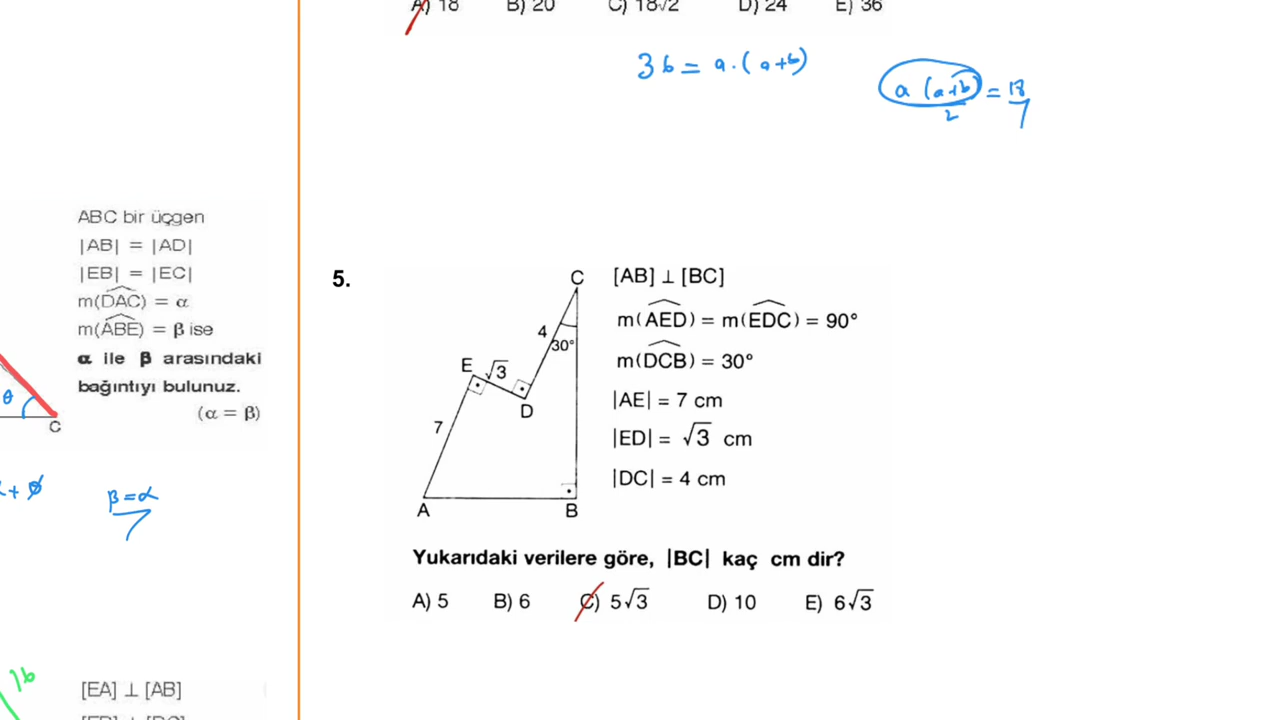 A) 18 B) 20 C) 18√2 D) 24 E) 36
3b = a.(a+b)
a (a+b) / 2 = 18
ABC bir üçgen
|AB| = |AD|
|EB| = |EC|
m(DAC) = α
m(ABE) = β ise
α ile β arasındaki
bağıntıyı bulunuz.
(α = β)
θ
C
β=α
5.
C
4
30°
E
√3
D
7
A
B
[AB] ⊥ [BC]
m(AED) = m(EDC) = 90°
m(DCB) = 30°
|AE| = 7 cm
|ED| = √3 cm
|DC| = 4 cm
Yukarıdaki verilere göre, |BC| kaç cm dir?
A) 5 B) 6 C) 5√3 D) 10 E) 6√3
[EA] ⊥ [AB]